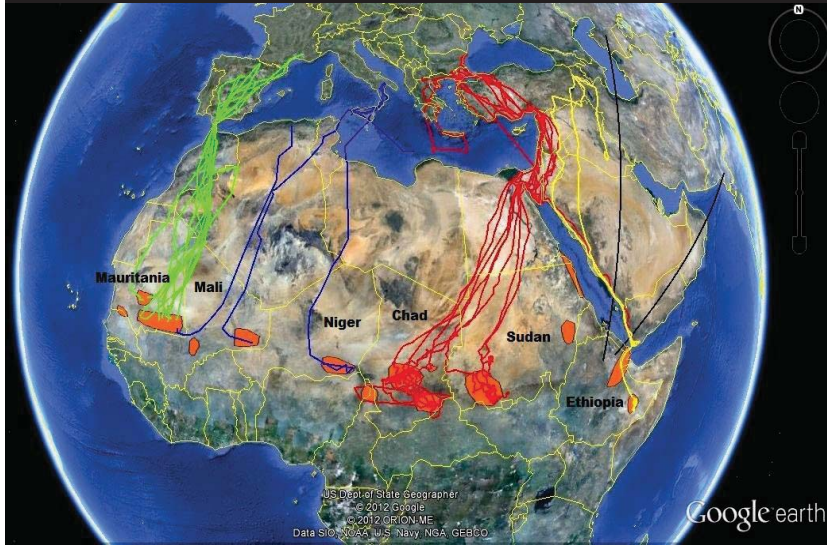 N
Mauritania
Mali
Niger
Chad
Sudan
Ethiopia
US Dept of State Geographer
© 2012 Google
© 2012 ORION-ME
Data SIO, NOAA, U.S. Navy, NGA, GEBCO
Google earth